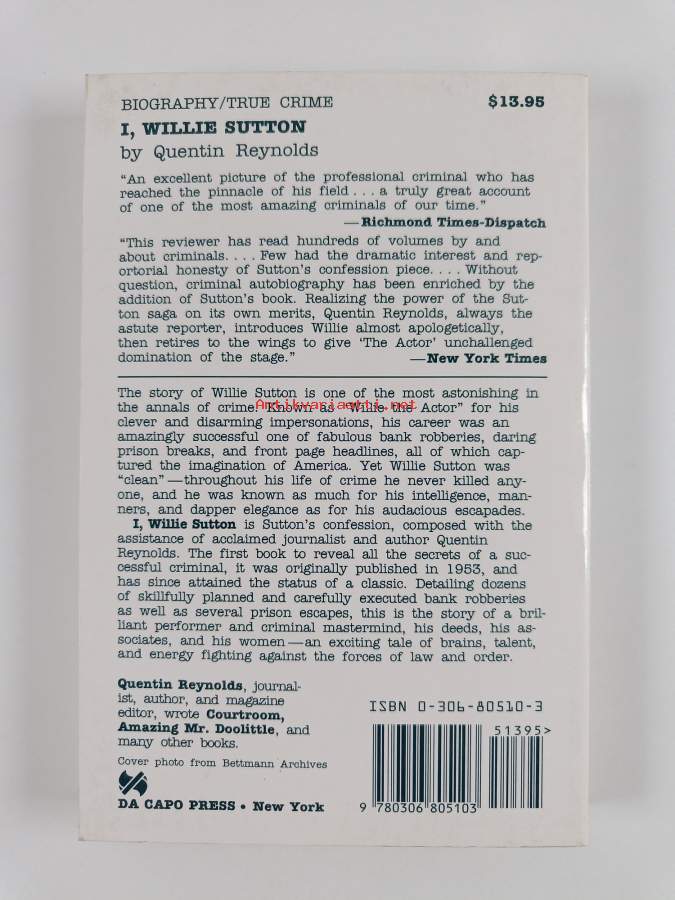 BIOGRAPHY/TRUE CRIME $13.95
I, WILLIE SUTTON
by Quentin Reynolds
"An excellent picture of the professional criminal who has
reached the pinnacle of his field . . . a truly great account
of one of the most amazing criminals of our time."
—Richmond Times-Dispatch
"This reviewer has read hundreds of volumes by and
about criminals. . . . Few had the dramatic interest and rep-
ortorial honesty of Sutton's confession piece. . . . Without
question, criminal autobiography has been enriched by the
addition of Sutton's book. Realizing the power of the Sut-
ton saga on its own merits, Quentin Reynolds, always the
astute reporter, introduces Willie almost apologetically,
then retires to the wings to give 'The Actor' unchallenged
domination of the stage." —New York Times
The story of Willie Sutton is one of the most astonishing in
the annals of crime. Known as "Willie the Actor" for his
Antikvariaatti.net
clever and disarming impersonations, his career was an
amazingly successful one of fabulous bank robberies, daring
prison breaks, and front page headlines, all of which cap-
tured the imagination of America. Yet Willie Sutton was
"clean"—throughout his life of crime he never killed any-
one, and he was known as much for his intelligence, man-
ners, and dapper elegance as for his audacious escapades.
I, Willie Sutton is Sutton's confession, composed with the
assistance of acclaimed journalist and author Quentin
Reynolds. The first book to reveal all the secrets of a suc-
cessful criminal, it was originally published in 1953, and
has since attained the status of a classic. Detailing dozens
of skillfully planned and carefully executed bank robberies
as well as several prison escapes, this is the story of a bril-
liant performer and criminal mastermind, his deeds, his as-
sociates, and his women—an exciting tale of brains, talent,
and energy fighting against the forces of law and order.
Quentin Reynolds, journal-
ist, author, and magazine
editor, wrote Courtroom,
Amazing Mr. Doolittle, and
many other books.
Cover photo from Bettmann Archives
DA CAPO PRESS • New York
ISBN 0-306-80510-3
51395>
9 780306 805103